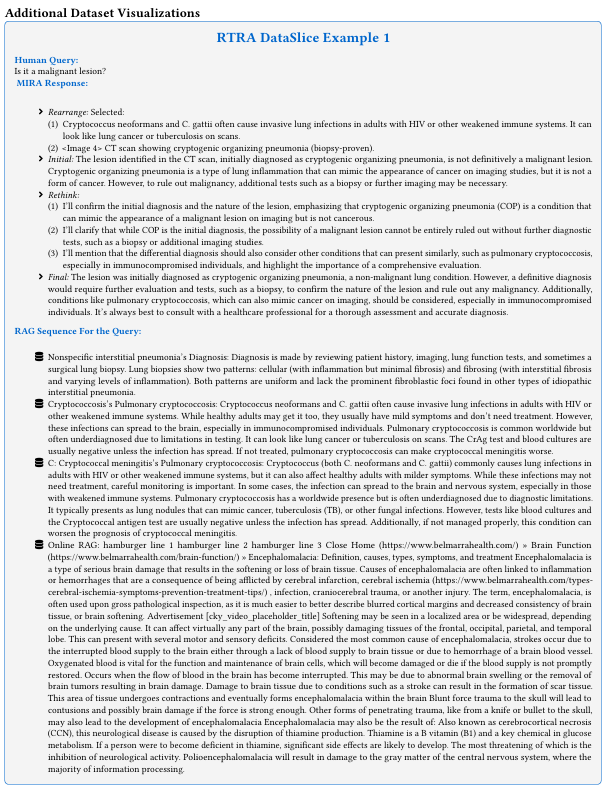 Additional Dataset Visualizations
RTRA DataSlice Example 1
Human Query:
Is it a malignant lesion?
MIRA Response:
Rearrange: Selected:
(1) Cryptococcus neoformans and C. gattii often cause invasive lung infections in adults with HIV or other weakened immune systems. It can
look like lung cancer or tuberculosis on scans.
(2) <Image 4> CT scan showing cryptogenic organizing pneumonia (biopsy-proven).
Initial: The lesion identified in the CT scan, initially diagnosed as cryptogenic organizing pneumonia, is not definitively a malignant lesion.
Cryptogenic organizing pneumonia is a type of lung inflammation that can mimic the appearance of cancer on imaging studies, but it is not a
form of cancer. However, to rule out malignancy, additional tests such as a biopsy or further imaging may be necessary.
Rethink:
(1) I'll confirm the initial diagnosis and the nature of the lesion, emphasizing that cryptogenic organizing pneumonia (COP) is a condition that
can mimic the appearance of a malignant lesion on imaging but is not cancerous.
(2) I'll clarify that while COP is the initial diagnosis, the possibility of a malignant lesion cannot be entirely ruled out without further diagnostic
tests, such as a biopsy or additional imaging studies.
(3) I'll mention that the differential diagnosis should also consider other conditions that can present similarly, such as pulmonary cryptococcosis,
especially in immunocompromised individuals, and highlight the importance of a comprehensive evaluation.
Final: The lesion was initially diagnosed as cryptogenic organizing pneumonia, a non-malignant lung condition. However, a definitive diagnosis
would require further evaluation and tests, such as a biopsy, to confirm the nature of the lesion and rule out any malignancy. Additionally,
conditions like pulmonary cryptococcosis, which can also mimic cancer on imaging, should be considered, especially in immunocompromised
individuals. It's always best to consult with a healthcare professional for a thorough assessment and accurate diagnosis.
RAG Sequence For the Query:
Nonspecific interstitial pneumonia's Diagnosis: Diagnosis is made by reviewing patient history, imaging, lung function tests, and sometimes a
surgical lung biopsy. Lung biopsies show two patterns: cellular (with inflammation but minimal fibrosis) and fibrosing (with interstitial fibrosis
and varying levels of inflammation). Both patterns are uniform and lack the prominent fibroblastic foci found in other types of idiopathic
interstitial pneumonia.
Cryptococcosis's Pulmonary cryptococcosis: Cryptococcus neoformans and C. gattii often cause invasive lung infections in adults with HIV or
other weakened immune systems. While healthy adults may get it too, they usually have mild symptoms and don't need treatment. However,
these infections can spread to the brain, especially in immunocompromised individuals. Pulmonary cryptococcosis is common worldwide but
often underdiagnosed due to limitations in testing. It can look like lung cancer or tuberculosis on scans. The CrAg test and blood cultures are
usually negative unless the infection has spread. If not treated, pulmonary cryptococcosis can make cryptococcal meningitis worse.
C: Cryptococcal meningitis's Pulmonary cryptococcosis: Cryptococcus (both C. neoformans and C. gattii) commonly causes lung infections in
adults with HIV or other weakened immune systems, but it can also affect healthy adults with milder symptoms. While these infections may not
need treatment, careful monitoring is important. In some cases, the infection can spread to the brain and nervous system, especially in those
with weakened immune systems. Pulmonary cryptococcosis has a worldwide presence but is often underdiagnosed due to diagnostic limitations.
It typically presents as lung nodules that can mimic cancer, tuberculosis (TB), or other fungal infections. However, tests like blood cultures and
the Cryptococcal antigen test are usually negative unless the infection has spread. Additionally, if not managed properly, this condition can
worsen the prognosis of cryptococcal meningitis.
Online RAG: hamburger line 1 hamburger line 2 hamburger line 3 Close Home (https://www.belmarrahealth.com/) » Brain Function
(https://www.belmarrahealth.com/brain-function/) » Encephalomalacia: Definition, causes, types, symptoms, and treatment Encephalomalacia is
a type of serious brain damage that results in the softening or loss of brain tissue. Causes of encephalomalacia are often linked to inflammation
or hemorrhages that are a consequence of being afflicted by cerebral infarction, cerebral ischemia (https://www.belmarrahealth.com/types-
cerebral-ischemia-symptoms-prevention-treatment-tips/) , infection, craniocerebral trauma, or another injury. The term, encephalomalacia, is
often used upon gross pathological inspection, as it is much easier to better describe blurred cortical margins and decreased consistency of brain
tissue, or brain softening. Advertisement [cky_video_placeholder_title] Softening may be seen in a localized area or be widespread, depending
on the underlying cause. It can affect virtually any part of the brain, possibly damaging tissues of the frontal, occipital, parietal, and temporal
lobe. This can present with several motor and sensory deficits. Considered the most common cause of encephalomalacia, strokes occur due to
the interrupted blood supply to the brain either through a lack of blood supply to brain tissue or due to hemorrhage of a brain blood vessel.
Oxygenated blood is vital for the function and maintenance of brain cells, which will become damaged or die if the blood supply is not promptly
restored. Occurs when the flow of blood in the brain has become interrupted. This may be due to abnormal brain swelling or the removal of
brain tumors resulting in brain damage. Damage to brain tissue due to conditions such as a stroke can result in the formation of scar tissue.
This area of tissue undergoes contractions and eventually forms encephalomalacia within the brain Blunt force trauma to the skull will lead to
contusions and possibly brain damage if the force is strong enough. Other forms of penetrating trauma, like from a knife or bullet to the skull,
may also lead to the development of encephalomalacia Encephalomalacia may also be the result of: Also known as cerebrocortical necrosis
(CCN), this neurological disease is caused by the disruption of thiamine production. Thiamine is a B vitamin (B1) and a key chemical in glucose
metabolism. If a person were to become deficient in thiamine, significant side effects are likely to develop. The most threatening of which is the
inhibition of neurological activity. Polioencephalomalacia will result in damage to the gray matter of the central nervous system, where the
majority of information processing.